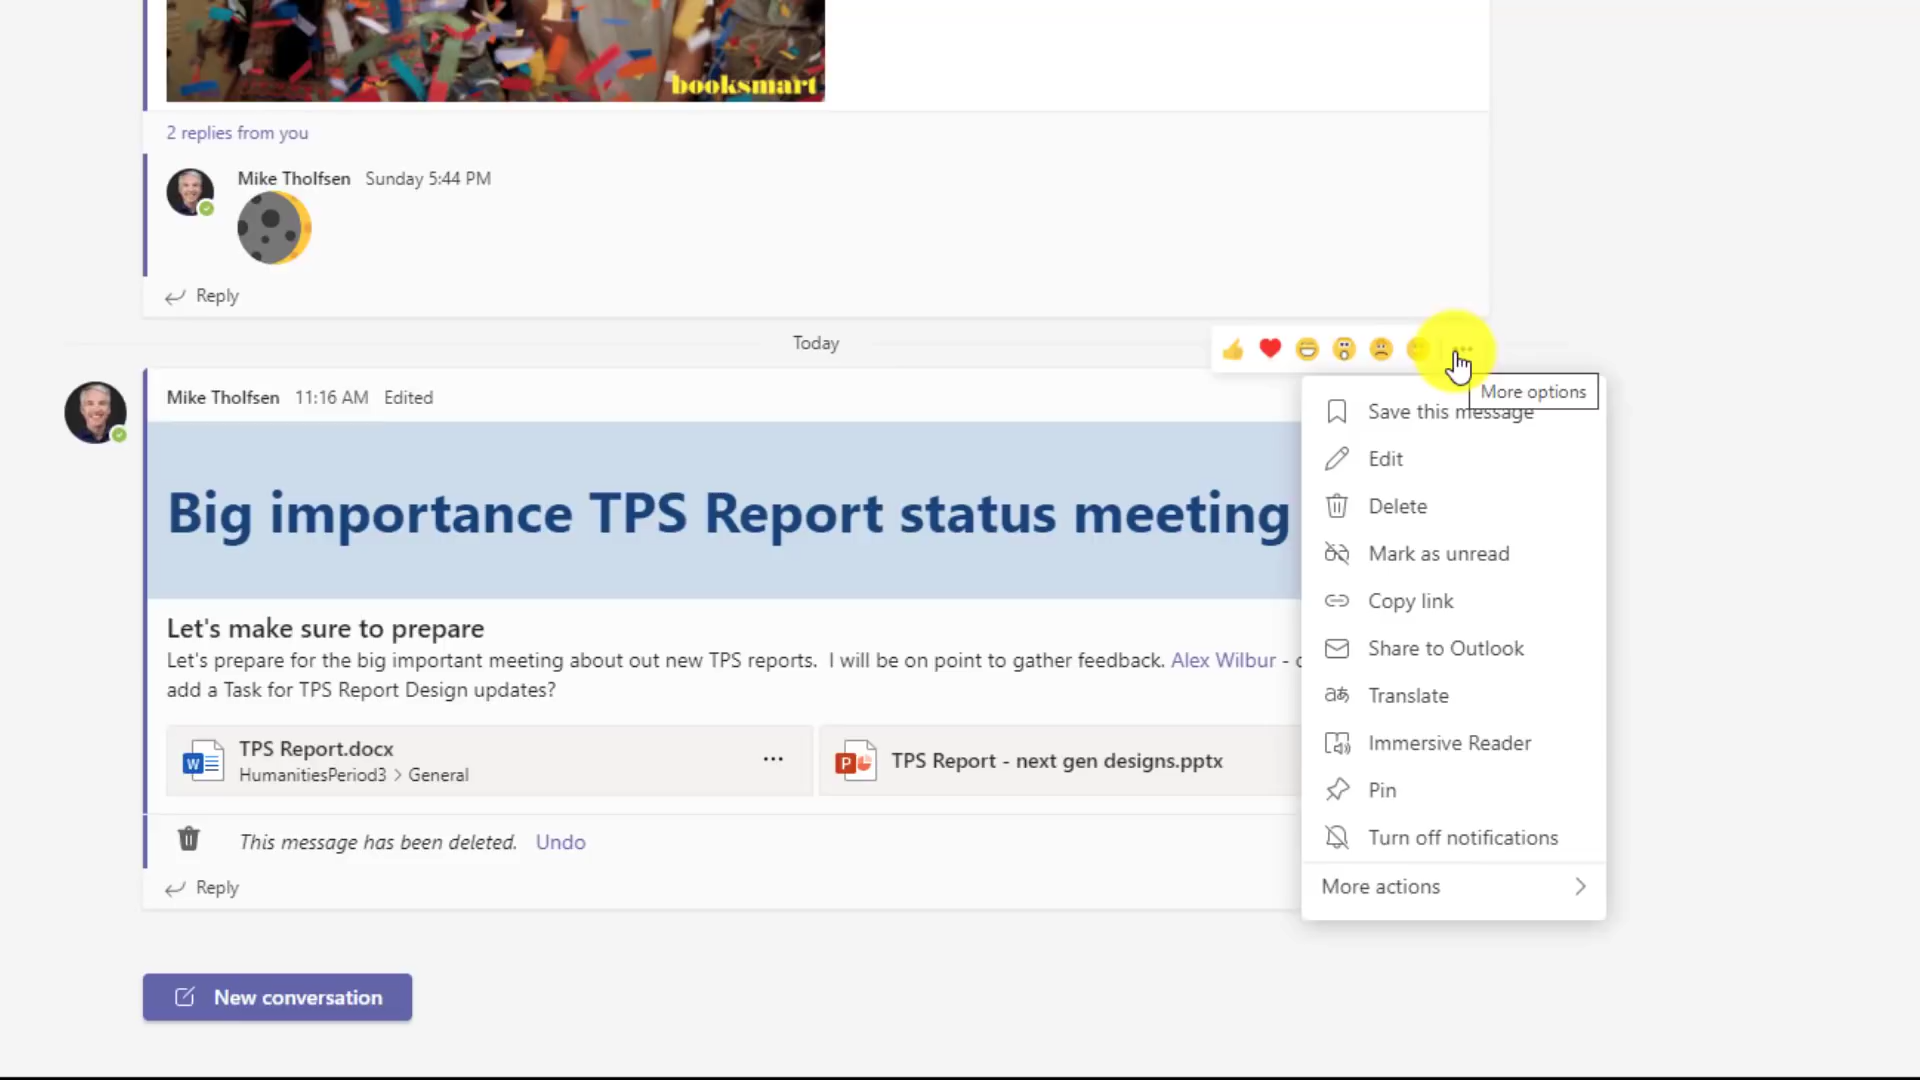 booksmart
2 replies from you
Mike Tholfsen Sunday 5:44 PM
Reply
Today
Mike Tholfsen 11:16 AM Edited
Big importance TPS Report status meeting
Let's make sure to prepare
Let's prepare for the big important meeting about out new TPS reports. I will be on point to gather feedback. Alex Wilbur -
add a Task for TPS Report Design updates?
TPS Report.docx
HumanitiesPeriod3 > General
TPS Report - next gen designs.pptx
This message has been deleted. Undo
Reply
New conversation
More options
Save this message
Edit
Delete
Mark as unread
Copy link
Share to Outlook
Translate
Immersive Reader
Pin
Turn off notifications
More actions